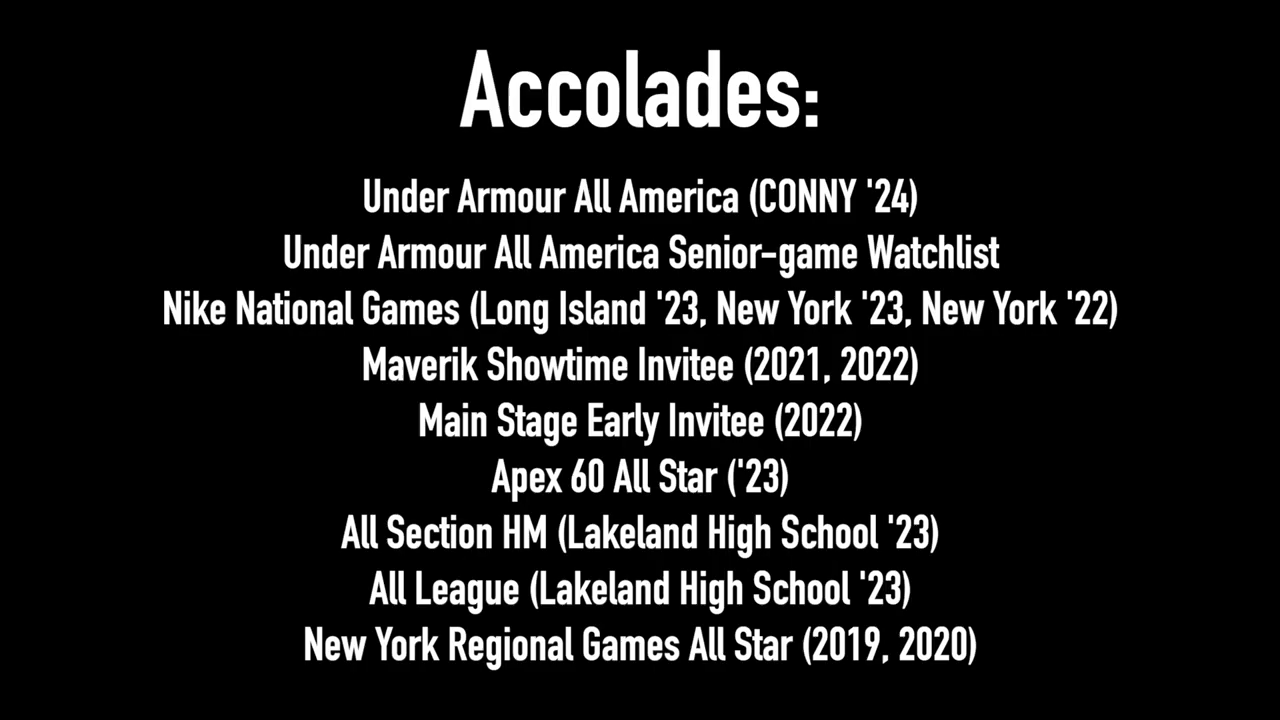 Accolades:
Under Armour All America (CONNY '24)
Under Armour All America Senior-game Watchlist
Nike National Games (Long Island '23, New York '23, New York '22)
Maverik Showtime Invitee (2021, 2022)
Main Stage Early Invitee (2022)
Apex 60 All Star ('23)
All Section HM (Lakeland High School '23)
All League (Lakeland High School '23)
New York Regional Games All Star (2019, 2020)